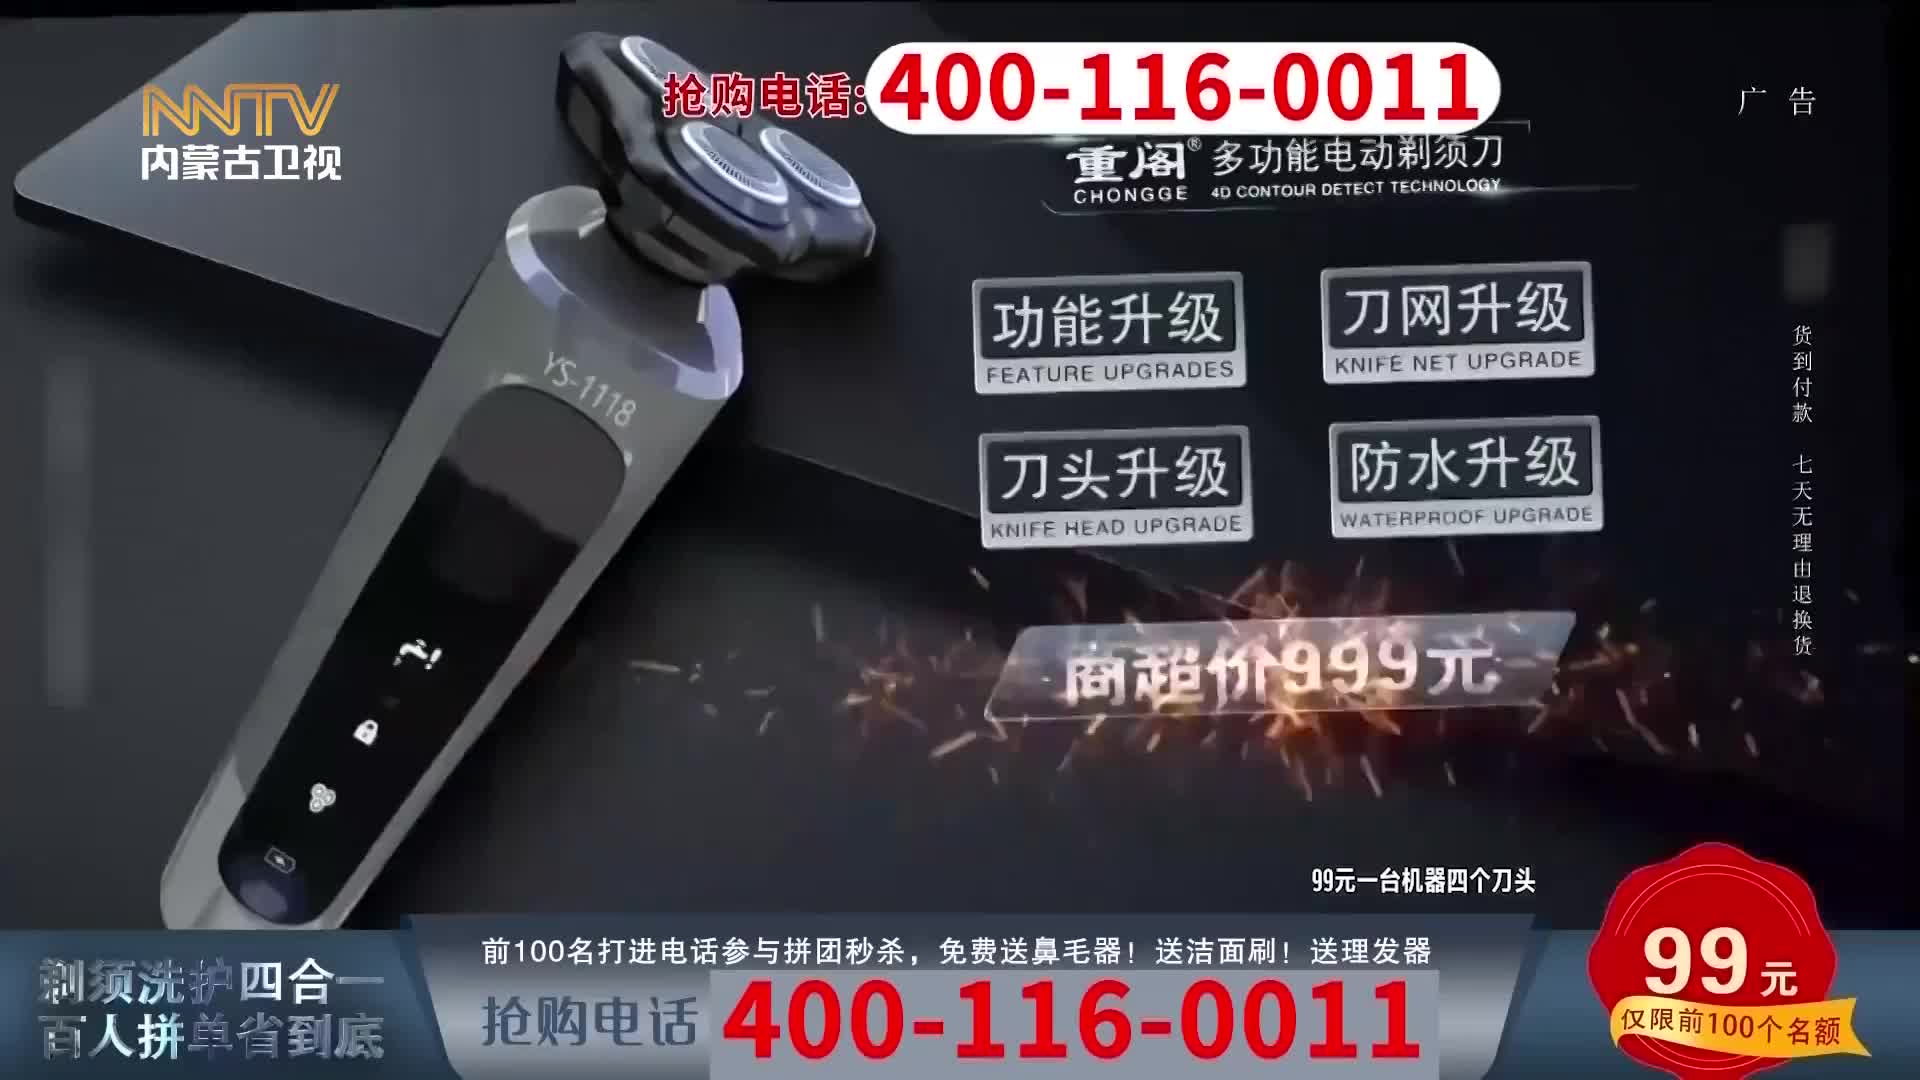 抢购电话:400-116-0011
NNTV
内蒙古卫视
广告
重阁® 多功能电动剃须刀
CHONGGE 4D CONTOUR DETECT TECHNOLOGY
功能升级
FEATURE UPGRADES
刀网升级
KNIFE NET UPGRADE
刀头升级
KNIFE HEAD UPGRADE
防水升级
WATERPROOF UPGRADE
YS-1118
商超价999元
货到付款 七天无理由退换货
99元一台机器四个刀头
剃须洗护四合一
百人拼单省到底
前100名打进电话参与拼团秒杀，免费送鼻毛器！送洁面刷！送理发器
抢购电话 400-116-0011
99元
仅限前100个名额